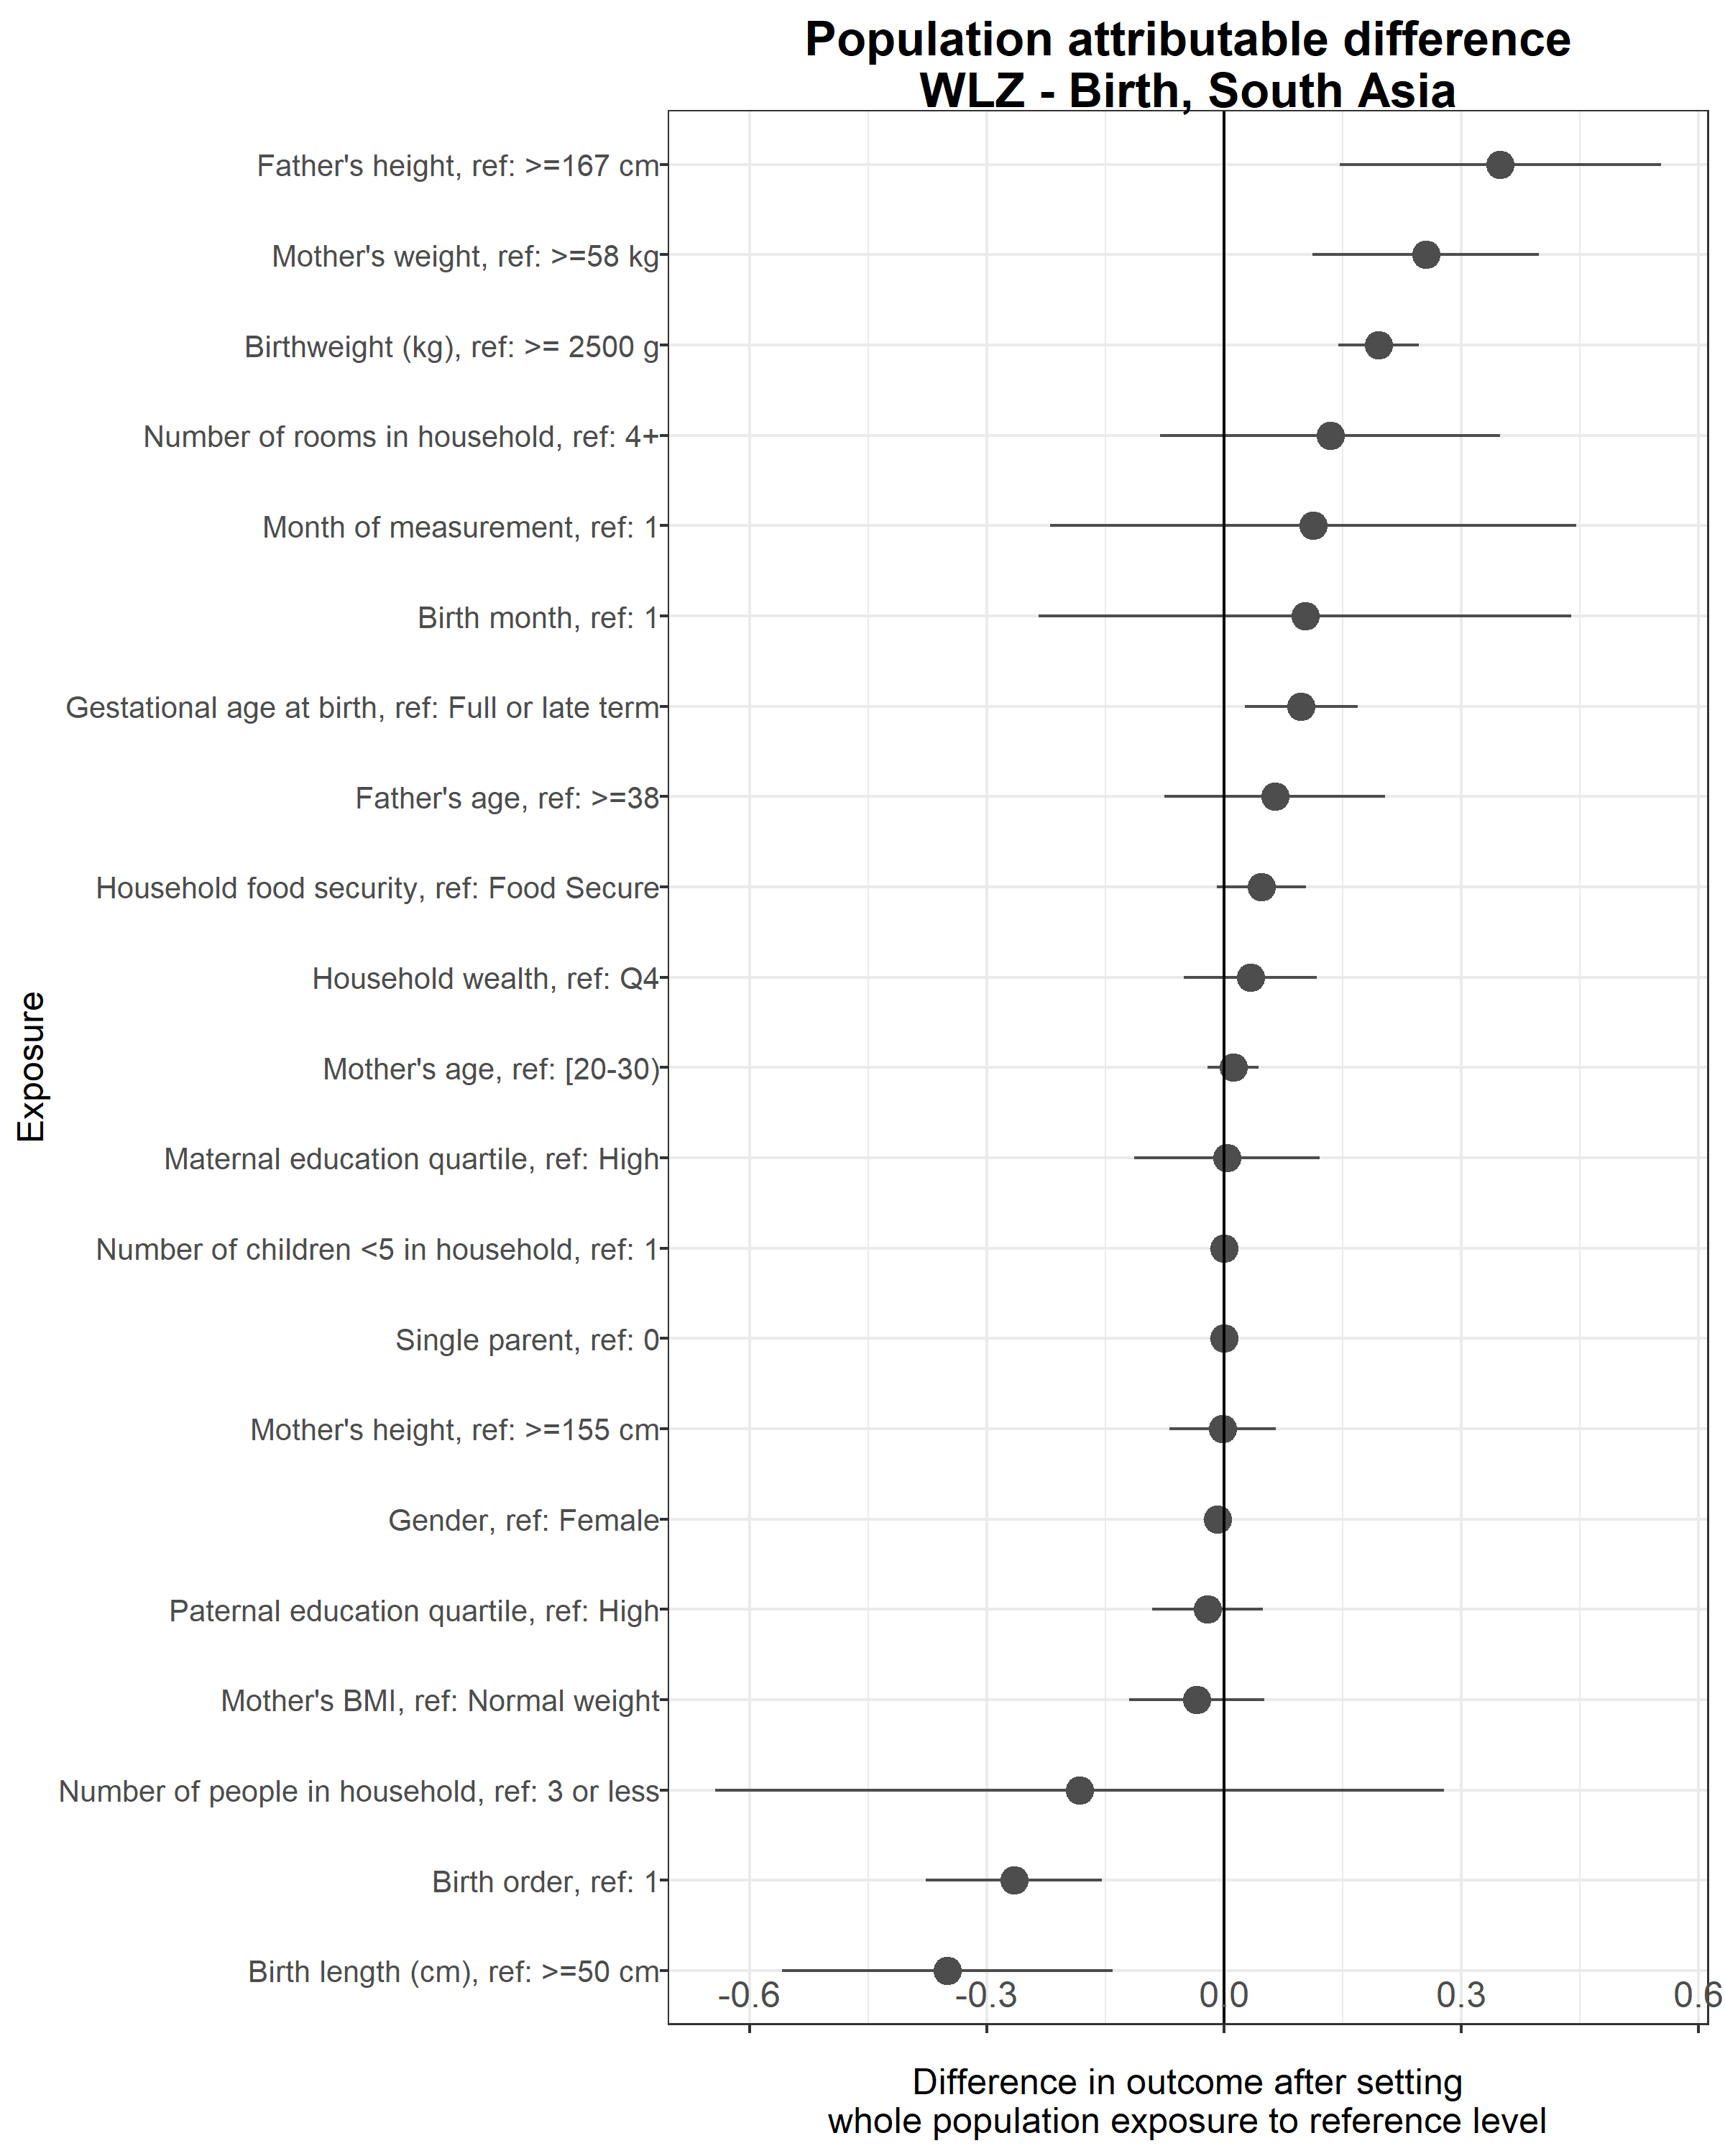 Population attributable difference
WLZ - Birth, South Asia
Father's height, ref: >=167 cm
Mother's weight, ref: >=58 kg
Birthweight (kg), ref: >= 2500 g
Number of rooms in household, ref: 4+
Month of measurement, ref: 1
Birth month, ref: 1
Gestational age at birth, ref: Full or late term
Father's age, ref: >=38
Household food security, ref: Food Secure
Household wealth, ref: Q4
Mother's age, ref: [20-30)
Maternal education quartile, ref: High
Number of children <5 in household, ref: 1
Single parent, ref: 0
Mother's height, ref: >=155 cm
Gender, ref: Female
Paternal education quartile, ref: High
Mother's BMI, ref: Normal weight
Number of people in household, ref: 3 or less
Birth order, ref: 1
Birth length (cm), ref: >=50 cm
Exposure
-0.6 -0.3 0.0 0.3 0.6
Difference in outcome after setting
whole population exposure to reference level